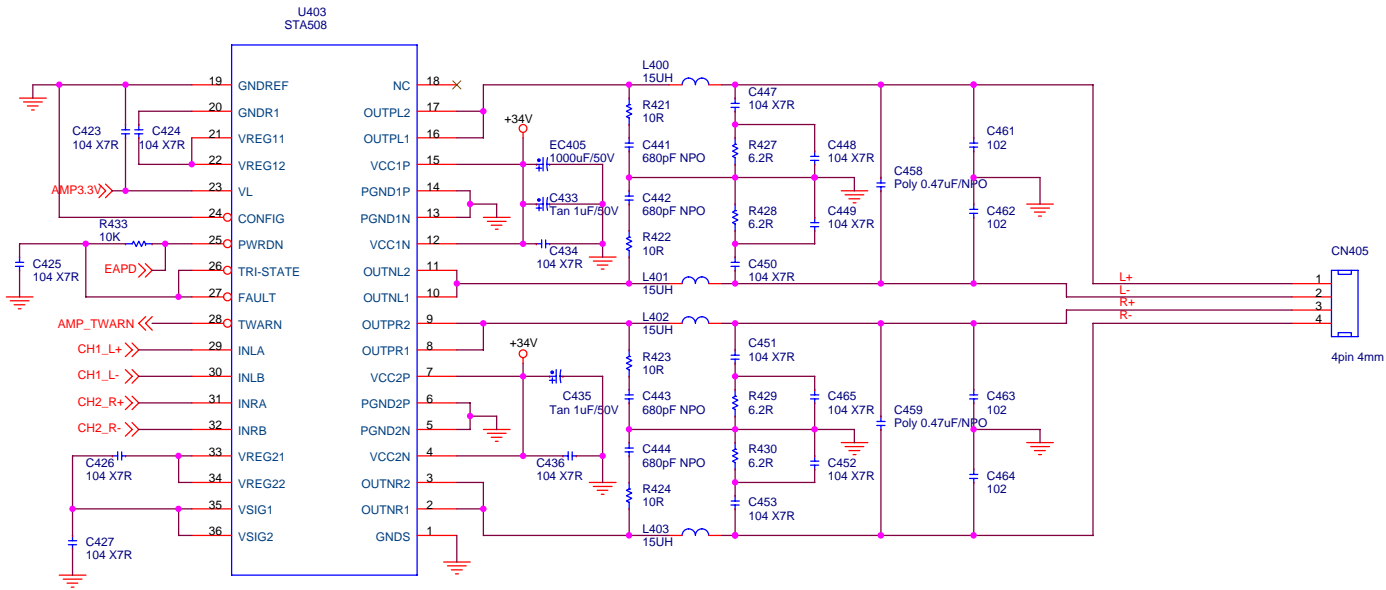 U403
STA508
19 GNDREF
20 GNDR1
21 VREG11
22 VREG12
23 VL
24 CONFIG
25 PWRDN
26 TRI-STATE
27 FAULT
28 TWARN
29 INLA
30 INLB
31 INRA
32 INRB
33 VREG21
34 VREG22
35 VSIG1
36 VSIG2
NC 18
OUTPL2 17
OUTPL1 16
VCC1P 15
PGND1P 14
PGND1N 13
VCC1N 12
OUTNL2 11
OUTNL1 10
OUTPR2 9
OUTPR1 8
VCC2P 7
PGND2P 6
PGND2N 5
VCC2N 4
OUTNR2 3
OUTNR1 2
GNDS 1
C423
104 X7R
C424
104 X7R
AMP3.3V
R433
10K
C425
104 X7R
EAPD
AMP_TWARN
CH1_L+
CH1_L-
CH2_R+
CH2_R-
C426
104 X7R
C427
104 X7R
+34V
EC405
1000uF/50V
C433
Tan 1uF/50V
C434
104 X7R
+34V
C435
Tan 1uF/50V
C436
104 X7R
L400
15UH
R421
10R
C441
680pF NPO
C442
680pF NPO
R422
10R
L401
15UH
L402
15UH
R423
10R
C443
680pF NPO
C444
680pF NPO
R424
10R
L403
15UH
C447
104 X7R
R427
6.2R
C448
104 X7R
R428
6.2R
C449
104 X7R
C450
104 X7R
C451
104 X7R
R429
6.2R
C465
104 X7R
R430
6.2R
C452
104 X7R
C453
104 X7R
C458
Poly 0.47uF/NPO
C459
Poly 0.47uF/NPO
C461
102
C462
102
C463
102
C464
102
L+
L-
R+
R-
CN405
1
2
3
4
4pin 4mm